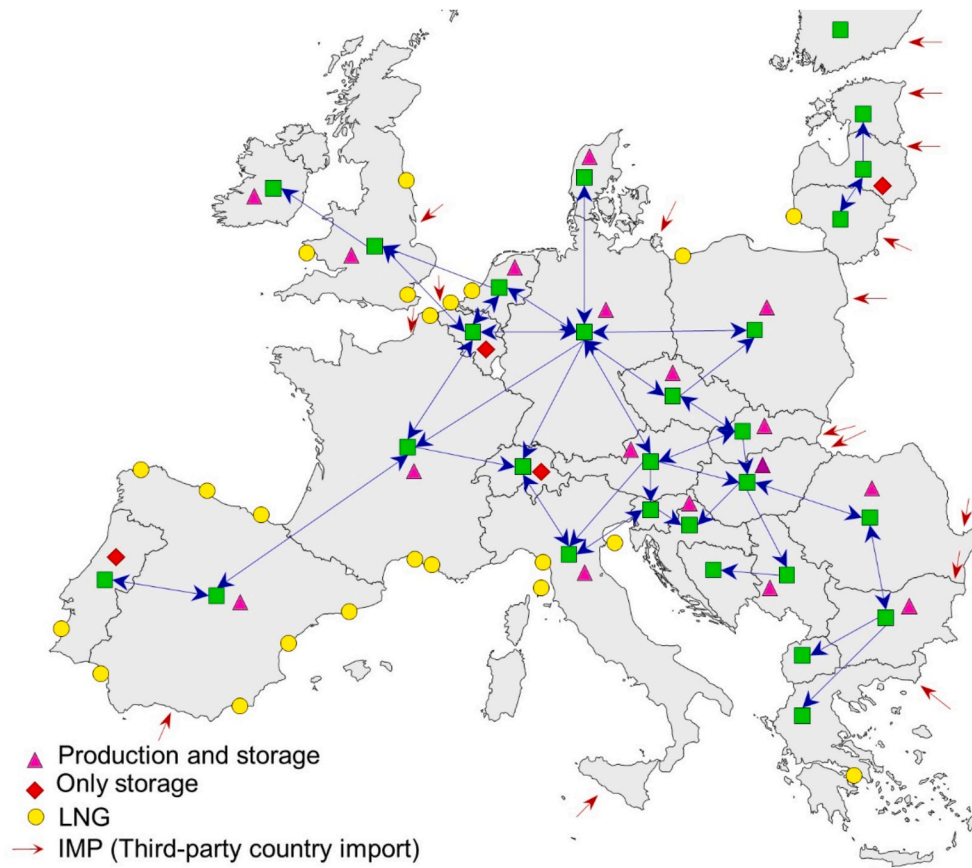 Production and storage
Only storage
LNG
IMP (Third-party country import)